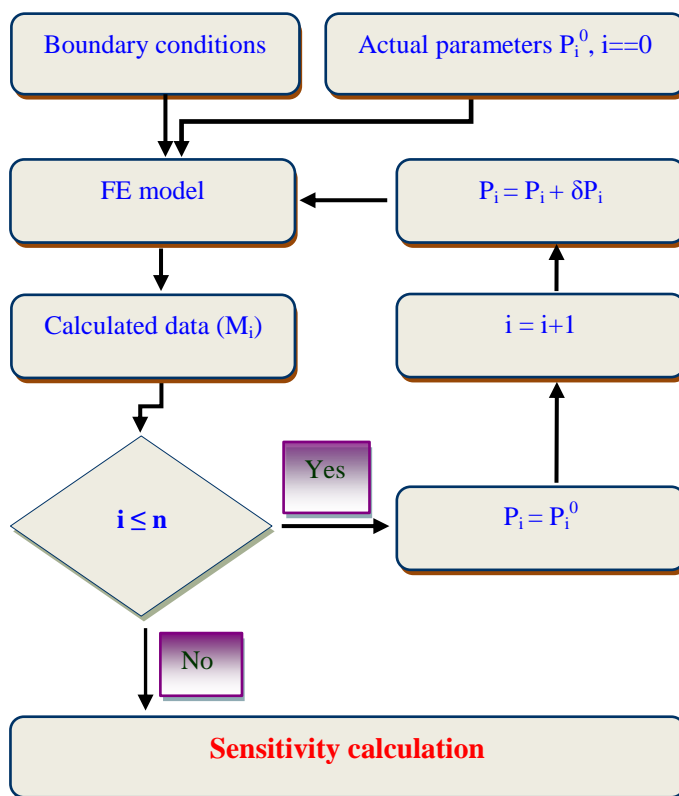 Boundary conditions
Actual parameters Pᵢ⁰, i==0
FE model
Pᵢ = Pᵢ + δPᵢ
Calculated data (Mᵢ)
i = i+1
i ≤ n
Yes
Pᵢ = Pᵢ⁰
No
Sensitivity calculation